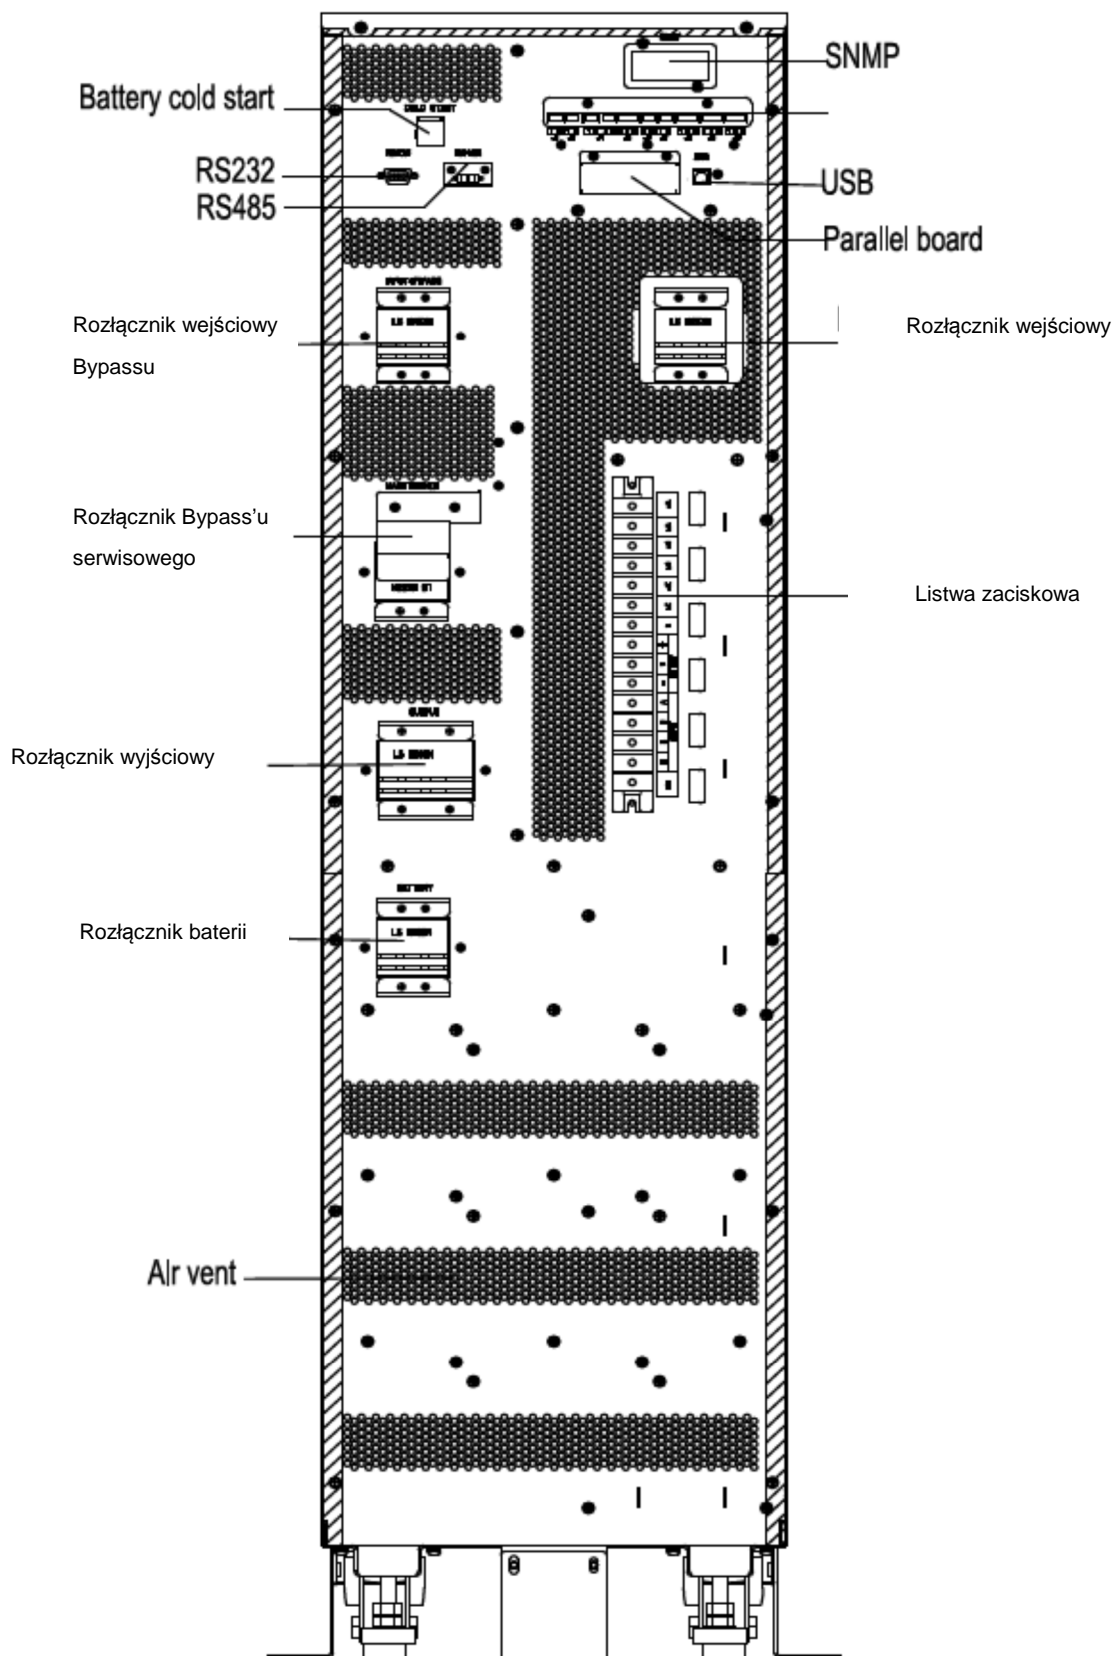 SNMP
Battery cold start
RS232
USB
RS485
Parallel board
Rozłącznik wejściowy
Bypassu
Rozłącznik wejściowy
Rozłącznik Bypass'u
serwisowego
Listwa zaciskowa
Rozłącznik wyjściowy
Rozłącznik baterii
Air vent